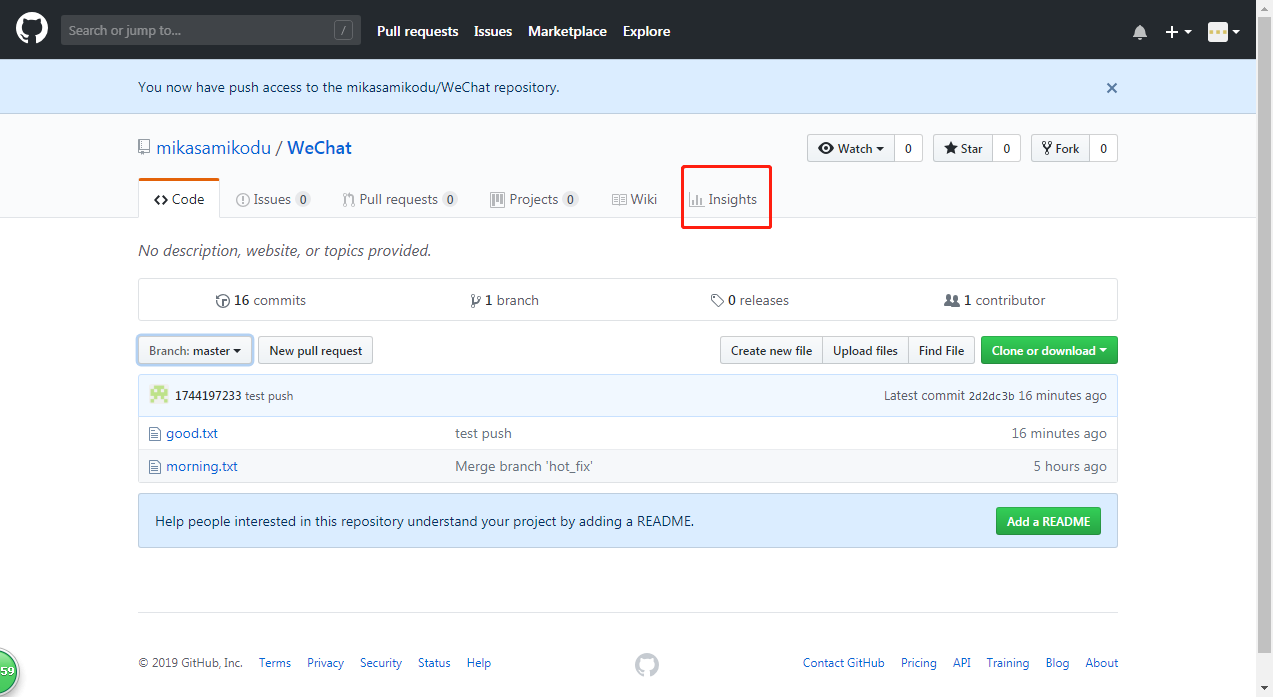 Search or jump to... / Pull requests Issues Marketplace Explore
You now have push access to the mikasamikodu/WeChat repository.
mikasamikodu / WeChat Watch 0 Star 0 Fork 0
Code Issues 0 Pull requests 0 Projects 0 Wiki Insights
No description, website, or topics provided.
16 commits 1 branch 0 releases 1 contributor
Branch: master New pull request Create new file Upload files Find File Clone or download
1744197233 test push Latest commit 2d2dc3b 16 minutes ago
good.txt test push 16 minutes ago
morning.txt Merge branch 'hot_fix' 5 hours ago
Help people interested in this repository understand your project by adding a README. Add a README
© 2019 GitHub, Inc. Terms Privacy Security Status Help Contact GitHub Pricing API Training Blog About
59